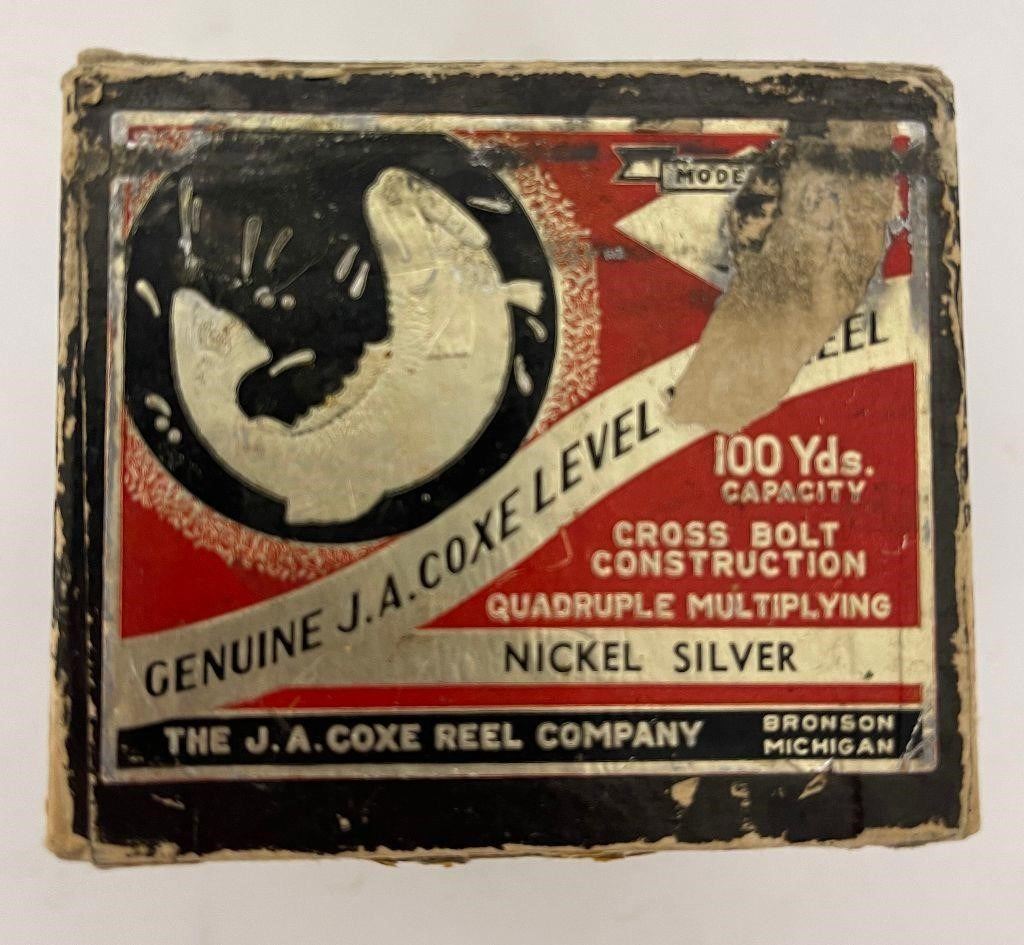 MODE
GENUINE J.A. COXE LEVEL EEL
100 Yds.
CAPACITY
CROSS BOLT
CONSTRUCTION
QUADRUPLE MULTIPLYING
NICKEL SILVER
THE J.A. COXE REEL COMPANY
BRONSON
MICHIGAN